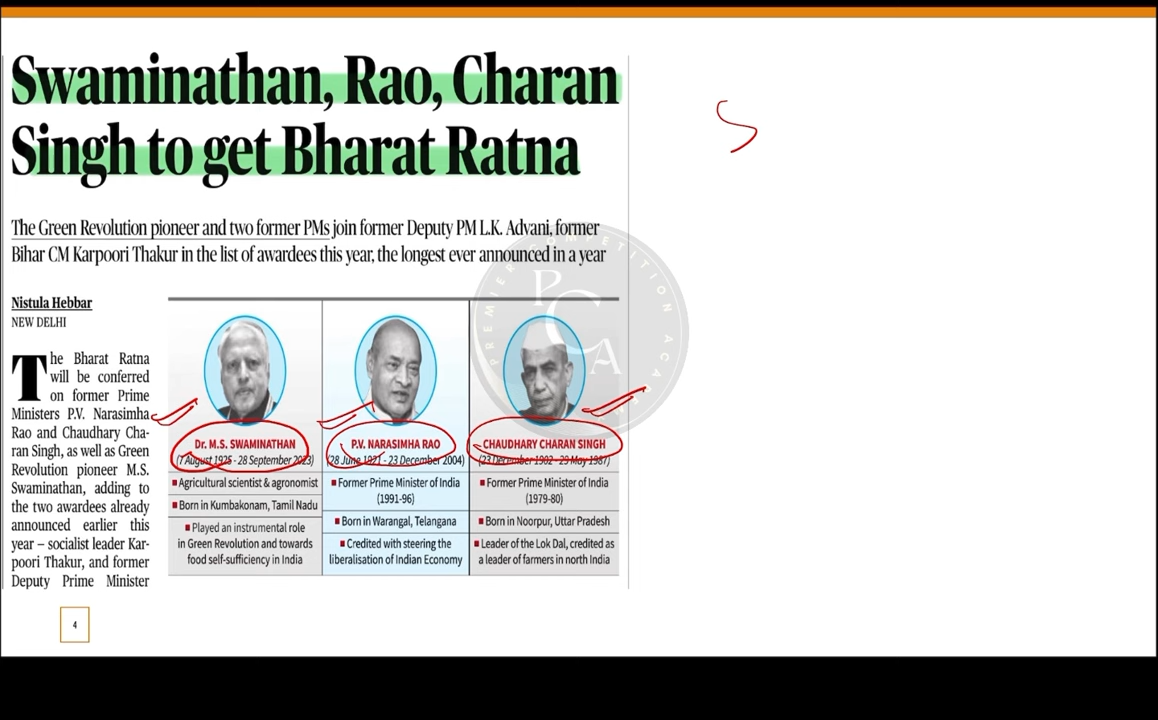 Swaminathan, Rao, Charan
Singh to get Bharat Ratna
The Green Revolution pioneer and two former PMs join former Deputy PM L.K. Advani, former
Bihar CM Karpoori Thakur in the list of awardees this year, the longest ever announced in a year
Nistula Hebbar
NEW DELHI
The Bharat Ratna
will be conferred
on former Prime
Ministers P.V. Narasimha
Rao and Chaudhary Cha-
ran Singh, as well as Green
Revolution pioneer M.S.
Swaminathan, adding to
the two awardees already
announced earlier this
year – socialist leader Kar-
poori Thakur, and former
Deputy Prime Minister
Dr. M.S. SWAMINATHAN
(7 August 1925 - 28 September 2023)
Agricultural scientist & agronomist
Born in Kumbakonam, Tamil Nadu
Played an instrumental role
in Green Revolution and towards
food self-sufficiency in India
P.V. NARASIMHA RAO
(28 June 1921 - 23 December 2004)
Former Prime Minister of India
(1991-96)
Born in Warangal, Telangana
Credited with steering the
liberalisation of Indian Economy
CHAUDHARY CHARAN SINGH
(23 December 1902 - 29 May 1987)
Former Prime Minister of India
(1979-80)
Born in Noorpur, Uttar Pradesh
Leader of the Lok Dal, credited as
a leader of farmers in north India
PREMIER COMPETITION ACA
PCA
S
4